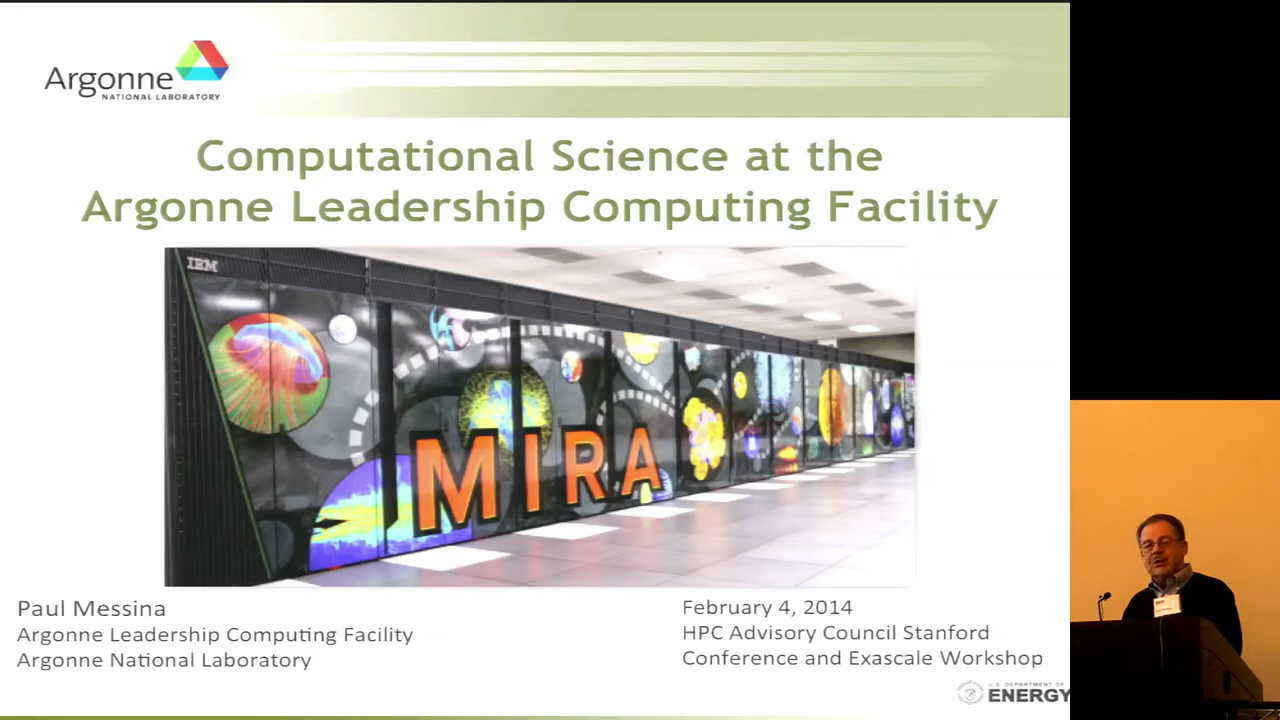 Argonne
NATIONAL LABORATORY
Computational Science at the
Argonne Leadership Computing Facility
IBM
MIRA
Paul Messina
Argonne Leadership Computing Facility
Argonne National Laboratory
February 4, 2014
HPC Advisory Council Stanford
Conference and Exascale Workshop
U.S. DEPARTMENT OF
ENERGY